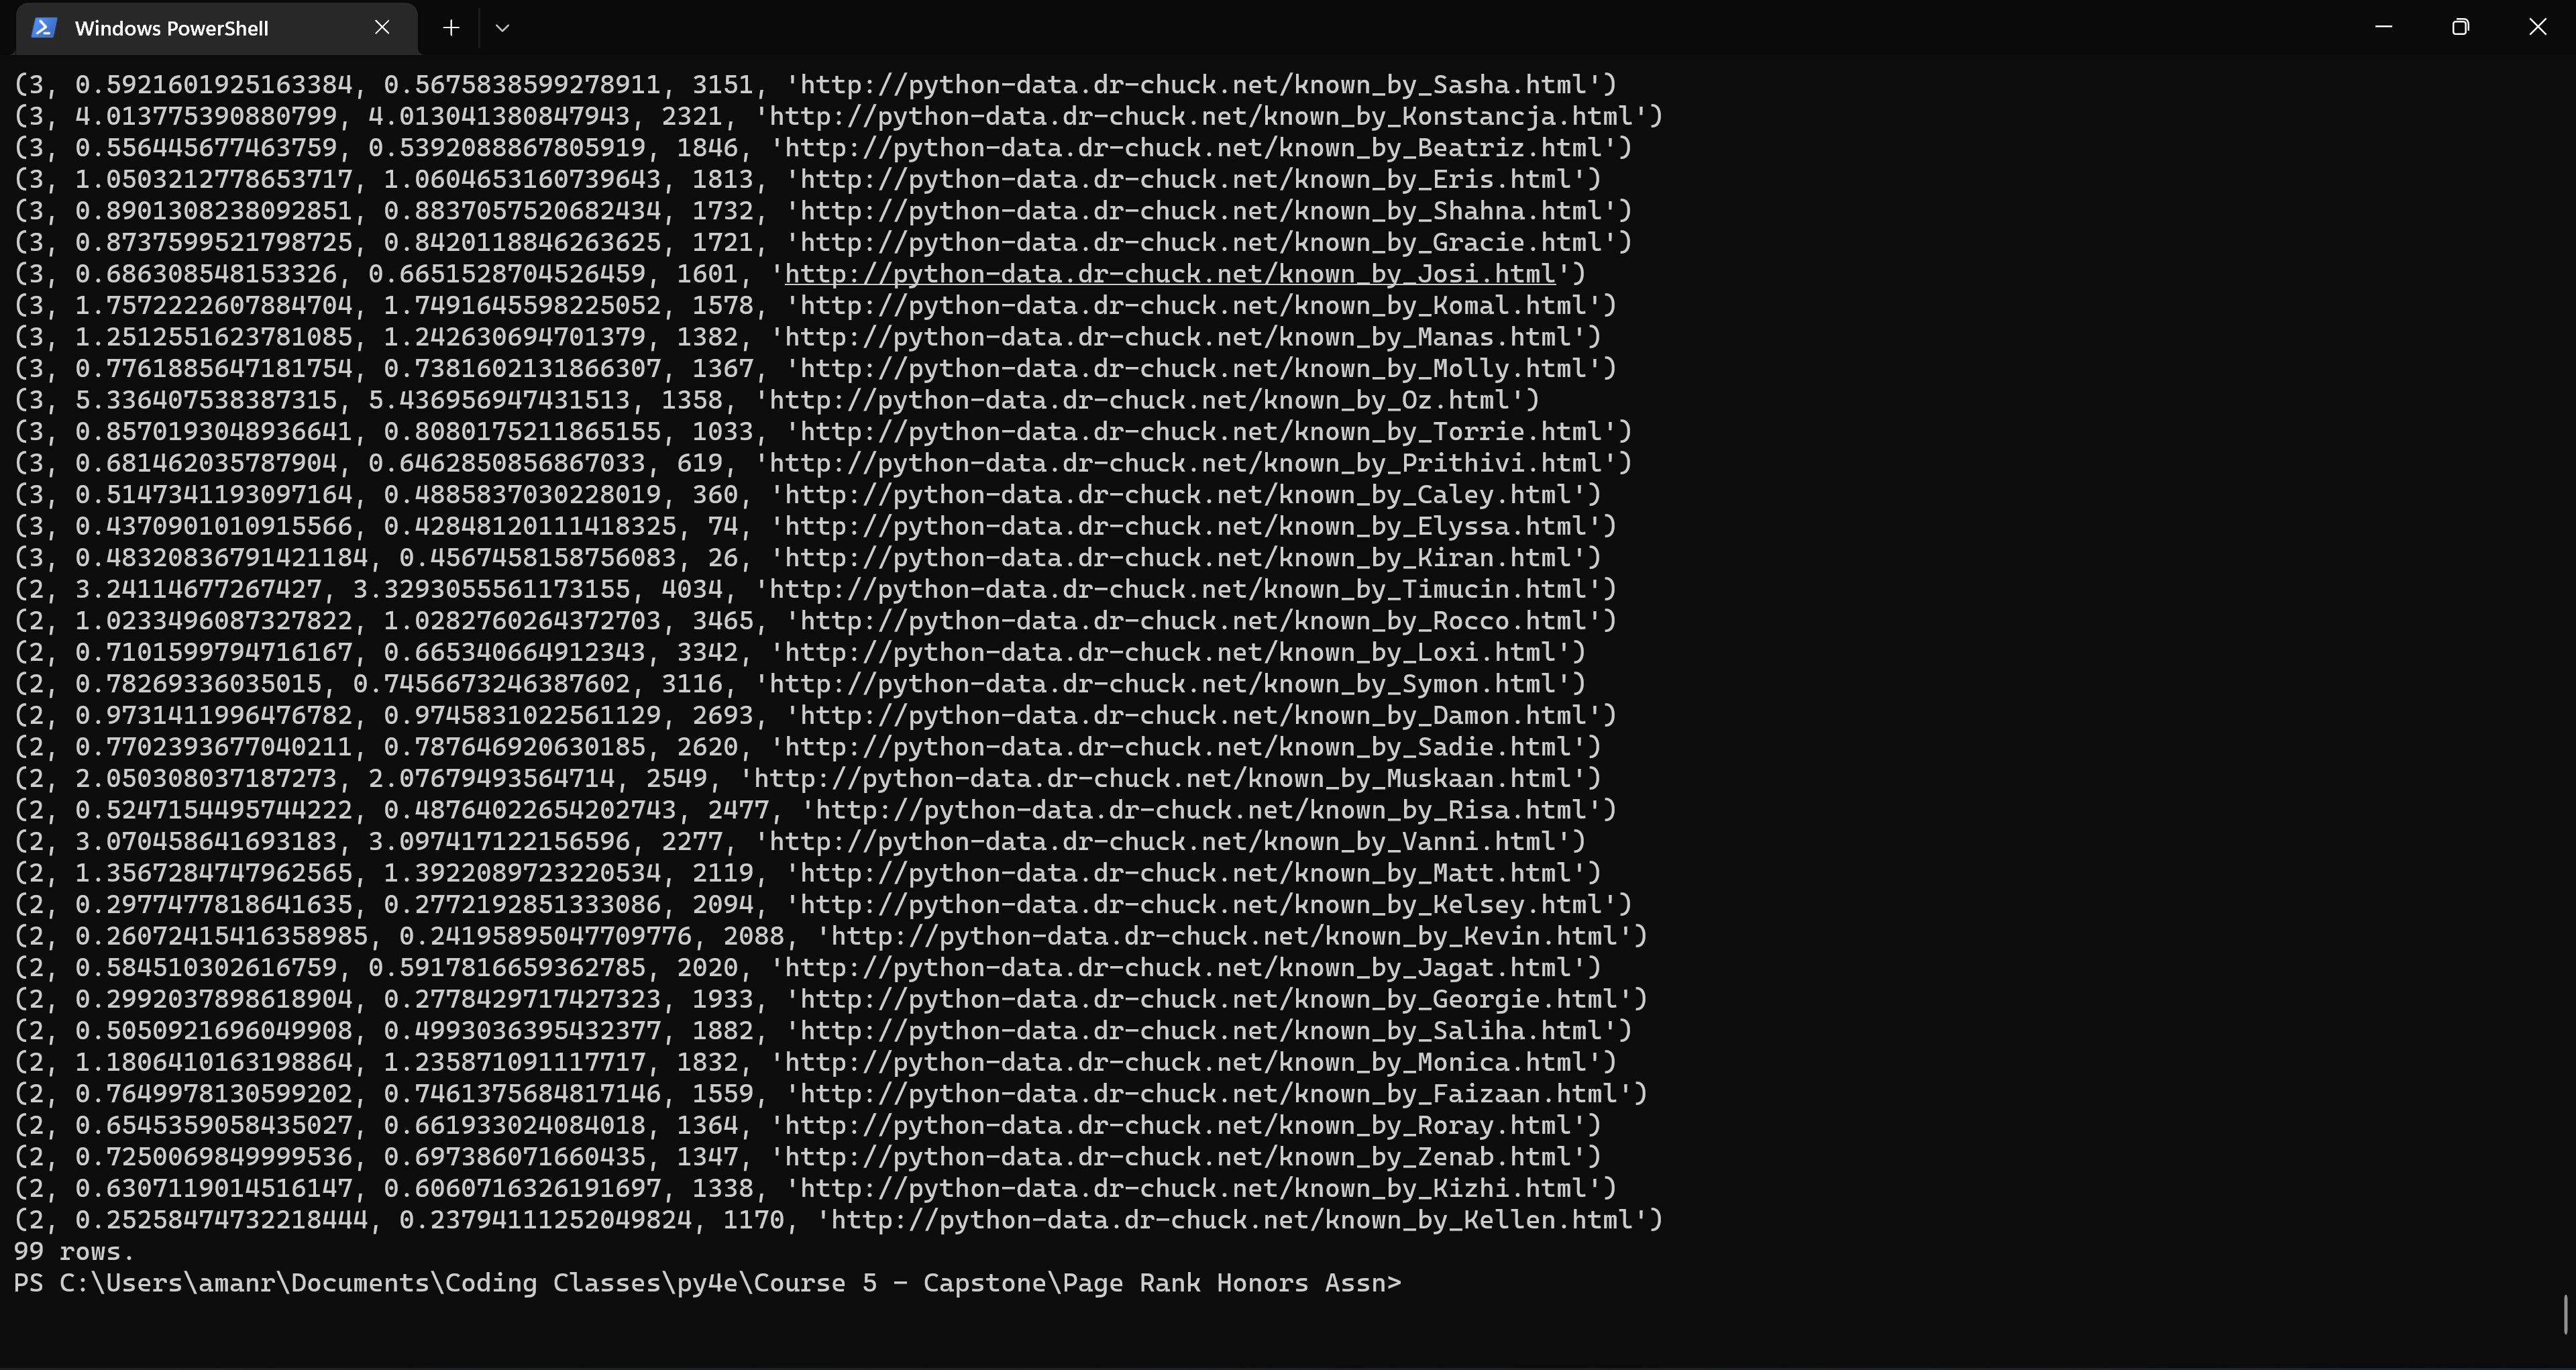 Windows PowerShell
(3, 0.5921601925163384, 0.5675838599278911, 3151, 'http://python-data.dr-chuck.net/known_by_Sasha.html')
(3, 4.013775390880799, 4.013041380847943, 2321, 'http://python-data.dr-chuck.net/known_by_Konstancja.html')
(3, 0.556445677463759, 0.5392088867805919, 1846, 'http://python-data.dr-chuck.net/known_by_Beatriz.html')
(3, 1.0503212778653717, 1.0604653160739643, 1813, 'http://python-data.dr-chuck.net/known_by_Eris.html')
(3, 0.8901308238092851, 0.8837057520682434, 1732, 'http://python-data.dr-chuck.net/known_by_Shahna.html')
(3, 0.8737599521798725, 0.8420118846263625, 1721, 'http://python-data.dr-chuck.net/known_by_Gracie.html')
(3, 0.686308548153326, 0.6651528704526459, 1601, 'http://python-data.dr-chuck.net/known_by_Josi.html')
(3, 1.7572222607884704, 1.7491645598225052, 1578, 'http://python-data.dr-chuck.net/known_by_Komal.html')
(3, 1.2512551623781085, 1.242630694701379, 1382, 'http://python-data.dr-chuck.net/known_by_Manas.html')
(3, 0.7761885647181754, 0.7381602131866307, 1367, 'http://python-data.dr-chuck.net/known_by_Molly.html')
(3, 5.336407538387315, 5.436956947431513, 1358, 'http://python-data.dr-chuck.net/known_by_Oz.html')
(3, 0.8570193048936641, 0.8080175211865155, 1033, 'http://python-data.dr-chuck.net/known_by_Torrie.html')
(3, 0.681462035787904, 0.6462850856867033, 619, 'http://python-data.dr-chuck.net/known_by_Prithivi.html')
(3, 0.5147341193097164, 0.4885837030228019, 360, 'http://python-data.dr-chuck.net/known_by_Caley.html')
(3, 0.4370901010915566, 0.42848120111418325, 74, 'http://python-data.dr-chuck.net/known_by_Elyssa.html')
(3, 0.48320836791421184, 0.4567458158756083, 26, 'http://python-data.dr-chuck.net/known_by_Kiran.html')
(2, 3.24114677267427, 3.3293055561173155, 4034, 'http://python-data.dr-chuck.net/known_by_Timucin.html')
(2, 1.0233496087327822, 1.0282760264372703, 3465, 'http://python-data.dr-chuck.net/known_by_Rocco.html')
(2, 0.7101599794716167, 0.665340664912343, 3342, 'http://python-data.dr-chuck.net/known_by_Loxi.html')
(2, 0.78269336035015, 0.7456673246387602, 3116, 'http://python-data.dr-chuck.net/known_by_Symon.html')
(2, 0.9731411996476782, 0.9745831022561129, 2693, 'http://python-data.dr-chuck.net/known_by_Damon.html')
(2, 0.7702393677040211, 0.787646920630185, 2620, 'http://python-data.dr-chuck.net/known_by_Sadie.html')
(2, 2.050308037187273, 2.07679493564714, 2549, 'http://python-data.dr-chuck.net/known_by_Muskaan.html')
(2, 0.5247154495744222, 0.48764022654202743, 2477, 'http://python-data.dr-chuck.net/known_by_Risa.html')
(2, 3.070458641693183, 3.097417122156596, 2277, 'http://python-data.dr-chuck.net/known_by_Vanni.html')
(2, 1.3567284747962565, 1.3922089723220534, 2119, 'http://python-data.dr-chuck.net/known_by_Matt.html')
(2, 0.2977477818641635, 0.2772192851333086, 2094, 'http://python-data.dr-chuck.net/known_by_Kelsey.html')
(2, 0.26072415416358985, 0.24195895047709776, 2088, 'http://python-data.dr-chuck.net/known_by_Kevin.html')
(2, 0.584510302616759, 0.5917816659362785, 2020, 'http://python-data.dr-chuck.net/known_by_Jagat.html')
(2, 0.2992037898618904, 0.2778429717427323, 1933, 'http://python-data.dr-chuck.net/known_by_Georgie.html')
(2, 0.5050921696049908, 0.4993036395432377, 1882, 'http://python-data.dr-chuck.net/known_by_Saliha.html')
(2, 1.1806410163198864, 1.235871091117717, 1832, 'http://python-data.dr-chuck.net/known_by_Monica.html')
(2, 0.7649978130599202, 0.74613756848​17146, 1559, 'http://python-data.dr-chuck.net/known_by_Faizaan.html')
(2, 0.6545359058435027, 0.661933024084018, 1364, 'http://python-data.dr-chuck.net/known_by_Roray.html')
(2, 0.7250069849999536, 0.697386071660435, 1347, 'http://python-data.dr-chuck.net/known_by_Zenab.html')
(2, 0.6307119014516147, 0.6060716326191697, 1338, 'http://python-data.dr-chuck.net/known_by_Kizhi.html')
(2, 0.25258474732218444, 0.23794111252049824, 1170, 'http://python-data.dr-chuck.net/known_by_Kellen.html')
99 rows.
PS C:\Users\amanr\Documents\Coding Classes\py4e\Course 5 - Capstone\Page Rank Honors Assn>